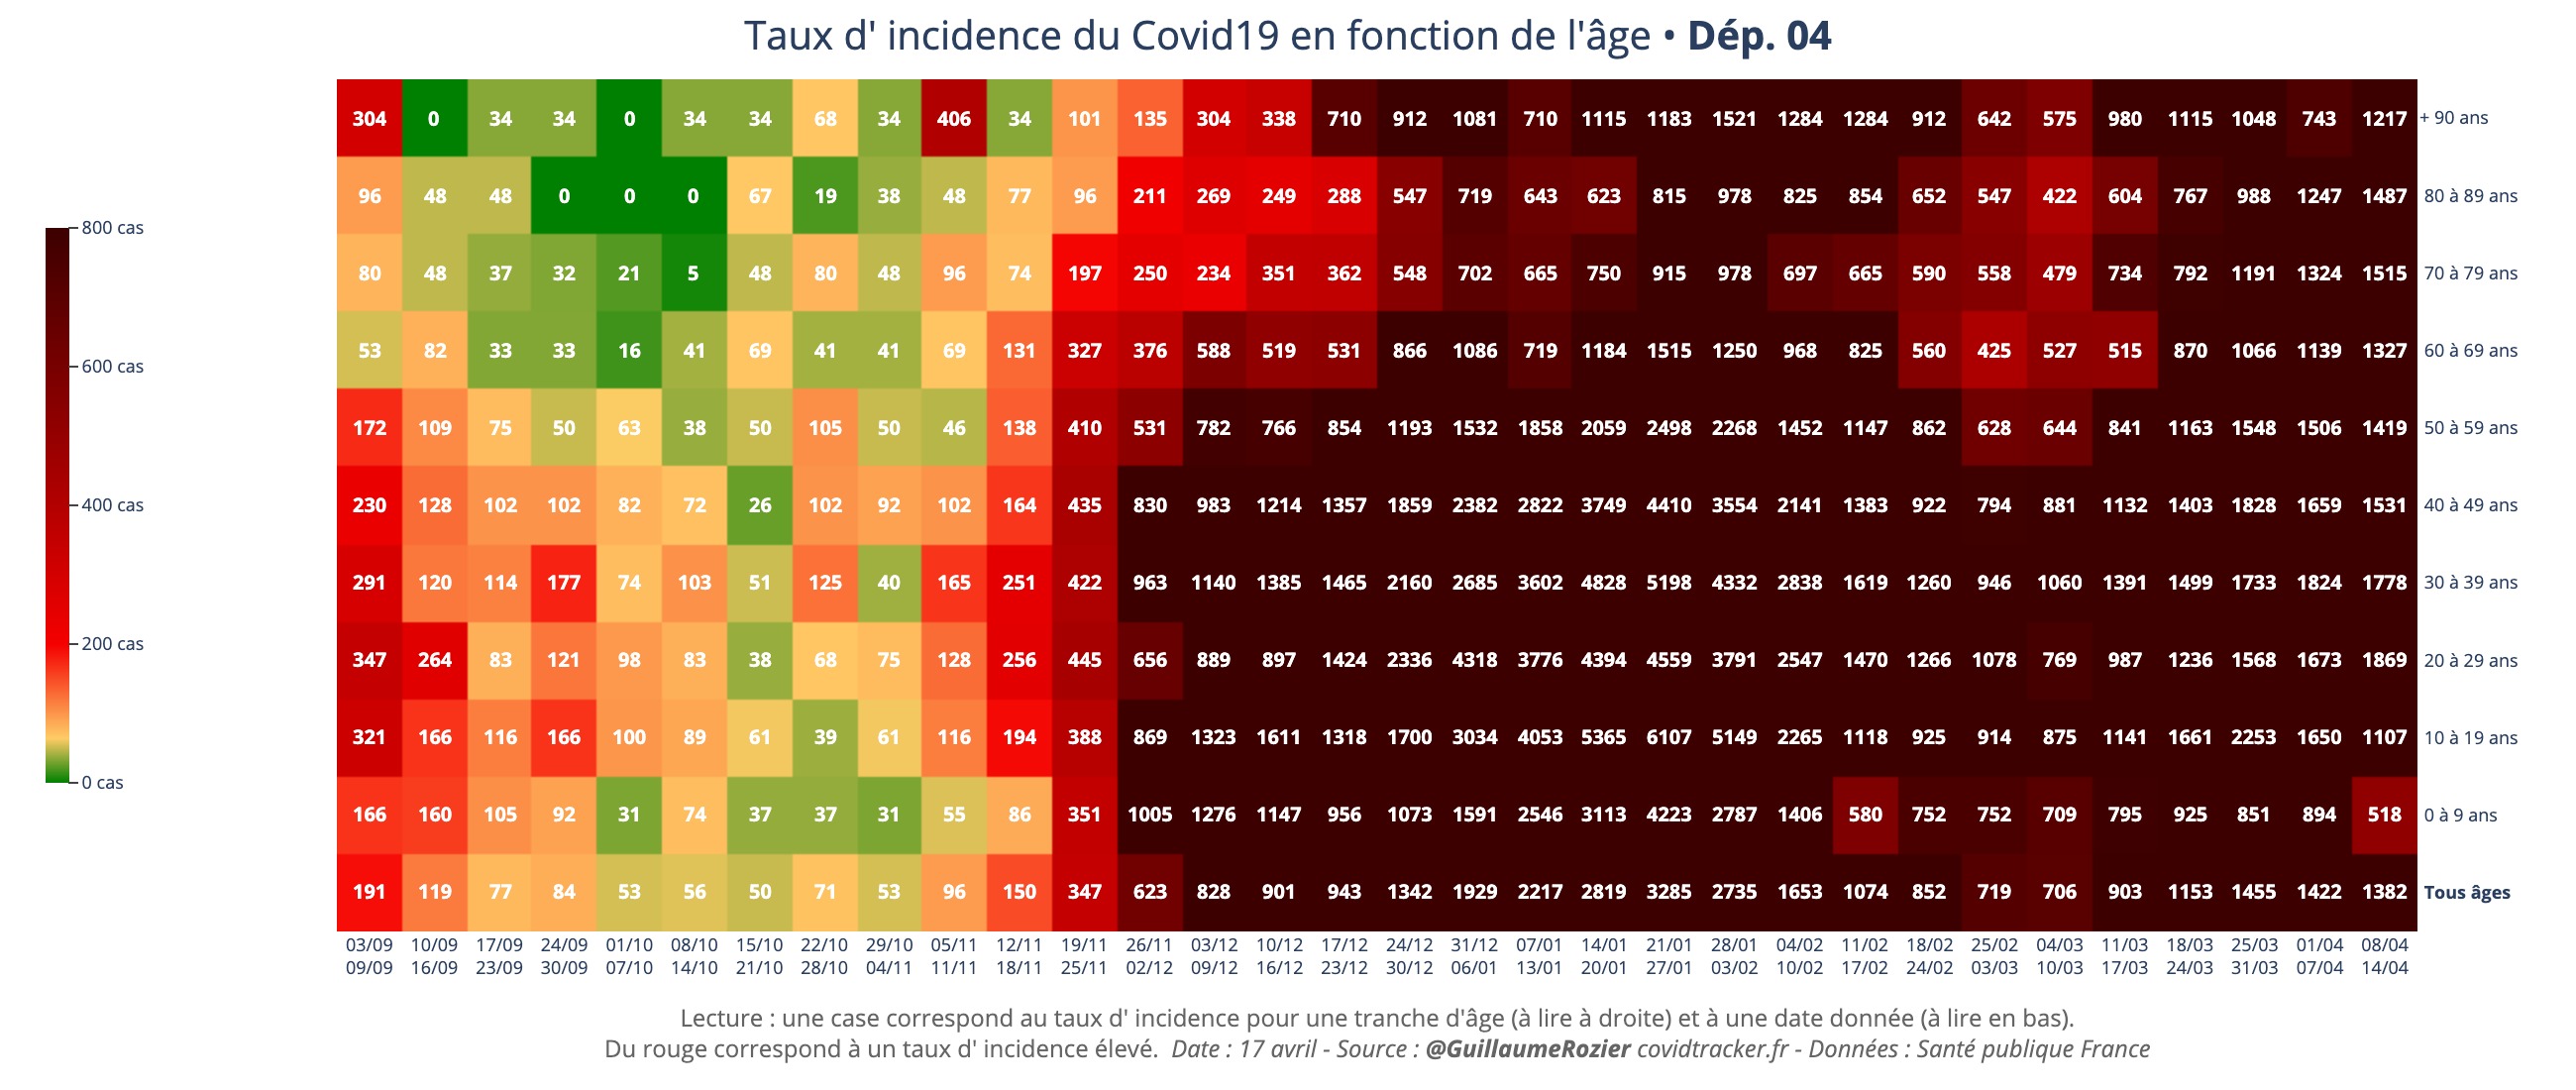 Taux d' incidence du Covid19 en fonction de l'âge • Dép. 04
304 0 34 34 0 34 34 68 34 406 34 101 135 304 338 710 912 1081 710 1115 1183 1521 1284 1284 912 642 575 980 1115 1048 743 1217 + 90 ans
96 48 48 0 0 0 67 19 38 48 77 96 211 269 249 288 547 719 643 623 815 978 825 854 652 547 422 604 767 988 1247 1487 80 à 89 ans
800 cas
80 48 37 32 21 5 48 80 48 96 74 197 250 234 351 362 548 702 665 750 915 978 697 665 590 558 479 734 792 1191 1324 1515 70 à 79 ans
53 82 33 33 16 41 69 41 41 69 131 327 376 588 519 531 866 1086 719 1184 1515 1250 968 825 560 425 527 515 870 1066 1139 1327 60 à 69 ans
600 cas
172 109 75 50 63 38 50 105 50 46 138 410 531 782 766 854 1193 1532 1858 2059 2498 2268 1452 1147 862 628 644 841 1163 1548 1506 1419 50 à 59 ans
400 cas
230 128 102 102 82 72 26 102 92 102 164 435 830 983 1214 1357 1859 2382 2822 3749 4410 3554 2141 1383 922 794 881 1132 1403 1828 1659 1531 40 à 49 ans
291 120 114 177 74 103 51 125 40 165 251 422 963 1140 1385 1465 2160 2685 3602 4828 5198 4332 2838 1619 1260 946 1060 1391 1499 1733 1824 1778 30 à 39 ans
200 cas
347 264 83 121 98 83 38 68 75 128 256 445 656 889 897 1424 2336 4318 3776 4394 4559 3791 2547 1470 1266 1078 769 987 1236 1568 1673 1869 20 à 29 ans
321 166 116 166 100 89 61 39 61 116 194 388 869 1323 1611 1318 1700 3034 4053 5365 6107 5149 2265 1118 925 914 875 1141 1661 2253 1650 1107 10 à 19 ans
0 cas
166 160 105 92 31 74 37 37 31 55 86 351 1005 1276 1147 956 1073 1591 2546 3113 4223 2787 1406 580 752 752 709 795 925 851 894 518 0 à 9 ans
191 119 77 84 53 56 50 71 53 96 150 347 623 828 901 943 1342 1929 2217 2819 3285 2735 1653 1074 852 719 706 903 1153 1455 1422 1382 Tous âges
03/09 10/09 17/09 24/09 01/10 08/10 15/10 22/10 29/10 05/11 12/11 19/11 26/11 03/12 10/12 17/12 24/12 31/12 07/01 14/01 21/01 28/01 04/02 11/02 18/02 25/02 04/03 11/03 18/03 25/03 01/04 08/04
09/09 16/09 23/09 30/09 07/10 14/10 21/10 28/10 04/11 11/11 18/11 25/11 02/12 09/12 16/12 23/12 30/12 06/01 13/01 20/01 27/01 03/02 10/02 17/02 24/02 03/03 10/03 17/03 24/03 31/03 07/04 14/04
Lecture : une case correspond au taux d' incidence pour une tranche d'âge (à lire à droite) et à une date donnée (à lire en bas).
Du rouge correspond à un taux d' incidence élevé. Date : 17 avril - Source : @GuillaumeRozier covidtracker.fr - Données : Santé publique France